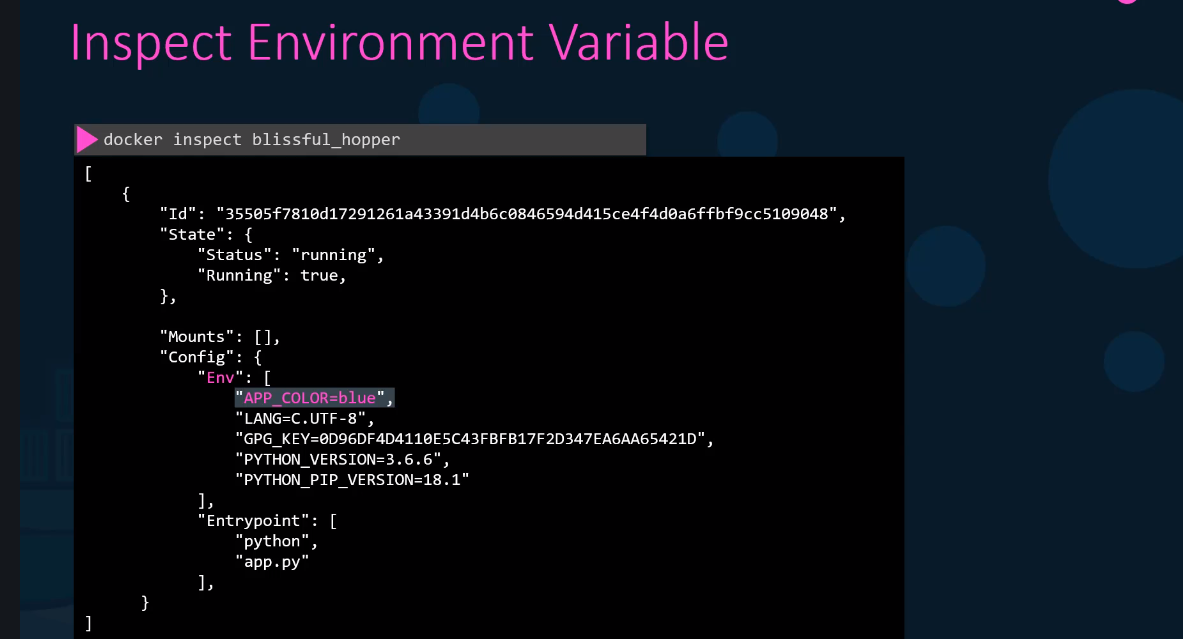 Inspect Environment Variable
docker inspect blissful_hopper
[
{
"Id": "35505f7810d17291261a43391d4b6c0846594d415ce4f4d0a6ffbf9cc5109048",
"State": {
"Status": "running",
"Running": true,
},
"Mounts": [],
"Config": {
"Env": [
"APP_COLOR=blue",
"LANG=C.UTF-8",
"GPG_KEY=0D96DF4D4110E5C43FBFB17F2D347EA6AA65421D",
"PYTHON_VERSION=3.6.6",
"PYTHON_PIP_VERSION=18.1"
],
"Entrypoint": [
"python",
"app.py"
],
}
]